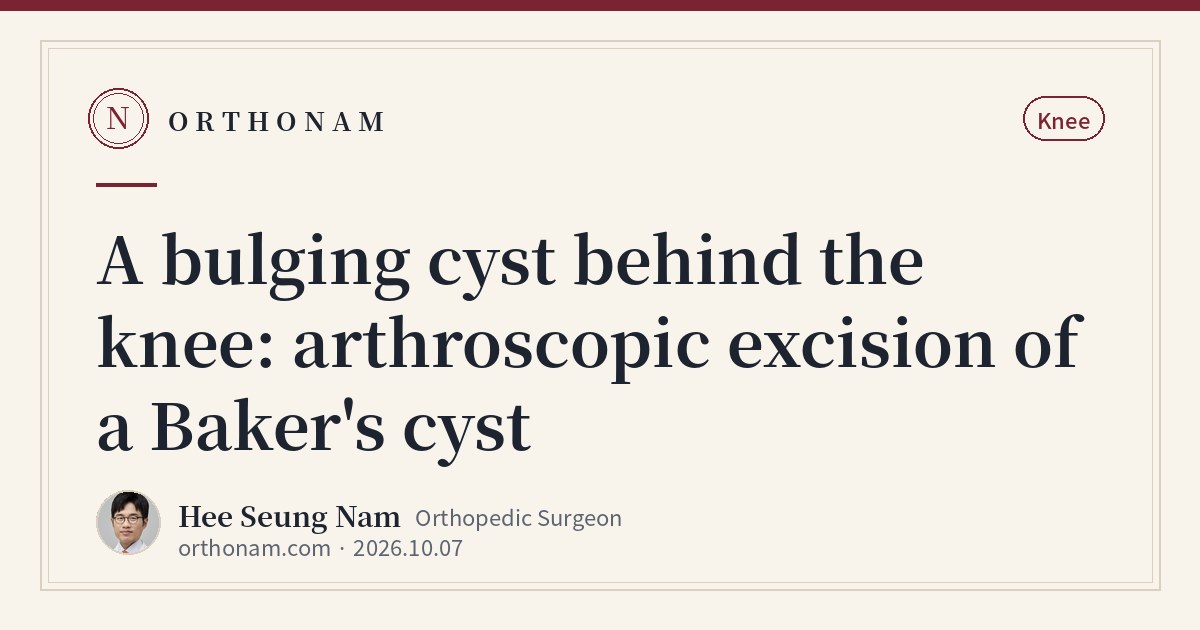 N ORTHONAM
Knee
A bulging cyst behind the
knee: arthroscopic excision of
a Baker's cyst
Hee Seung Nam Orthopedic Surgeon
orthonam.com · 2026.10.07